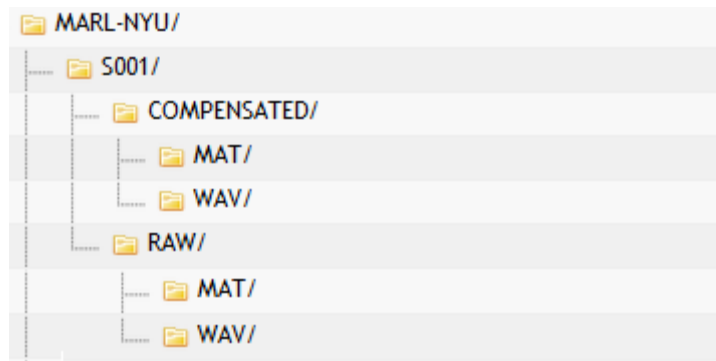 MARL-NYU/
S001/
COMPENSATED/
MAT/
WAV/
RAW/
MAT/
WAV/